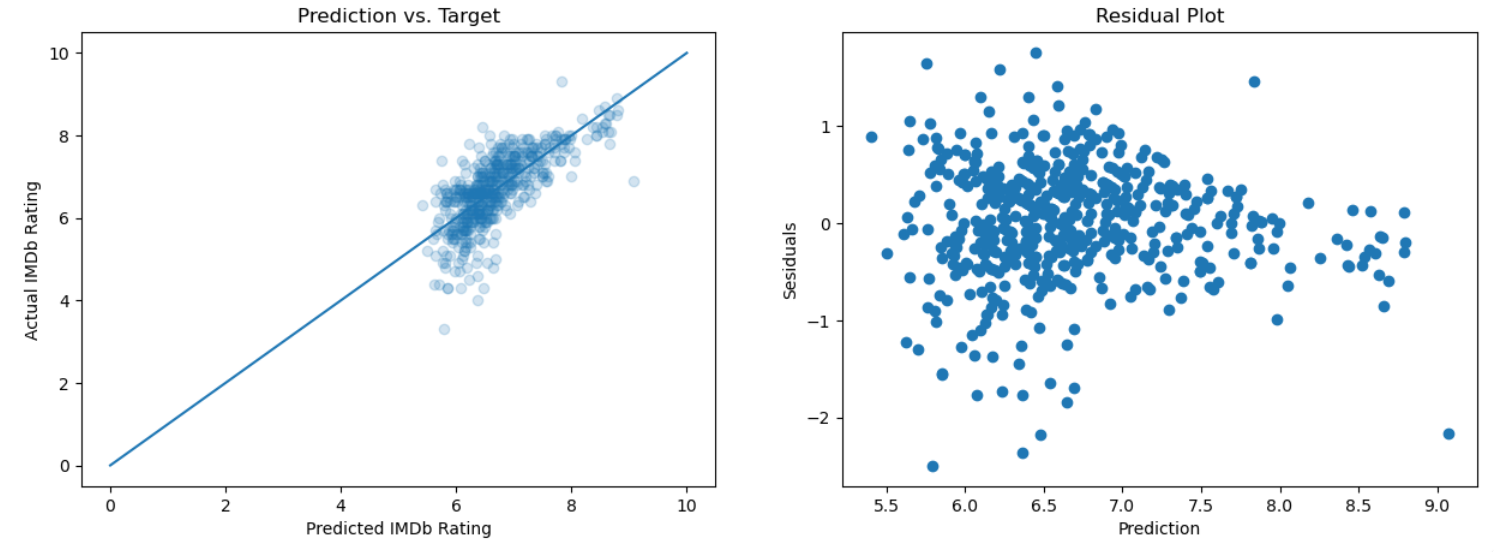 Prediction vs. Target
Actual IMDb Rating
10
8
6
4
2
0
0 2 4 6 8 10
Predicted IMDb Rating
Residual Plot
Sesiduals
1
0
−1
−2
5.5 6.0 6.5 7.0 7.5 8.0 8.5 9.0
Prediction